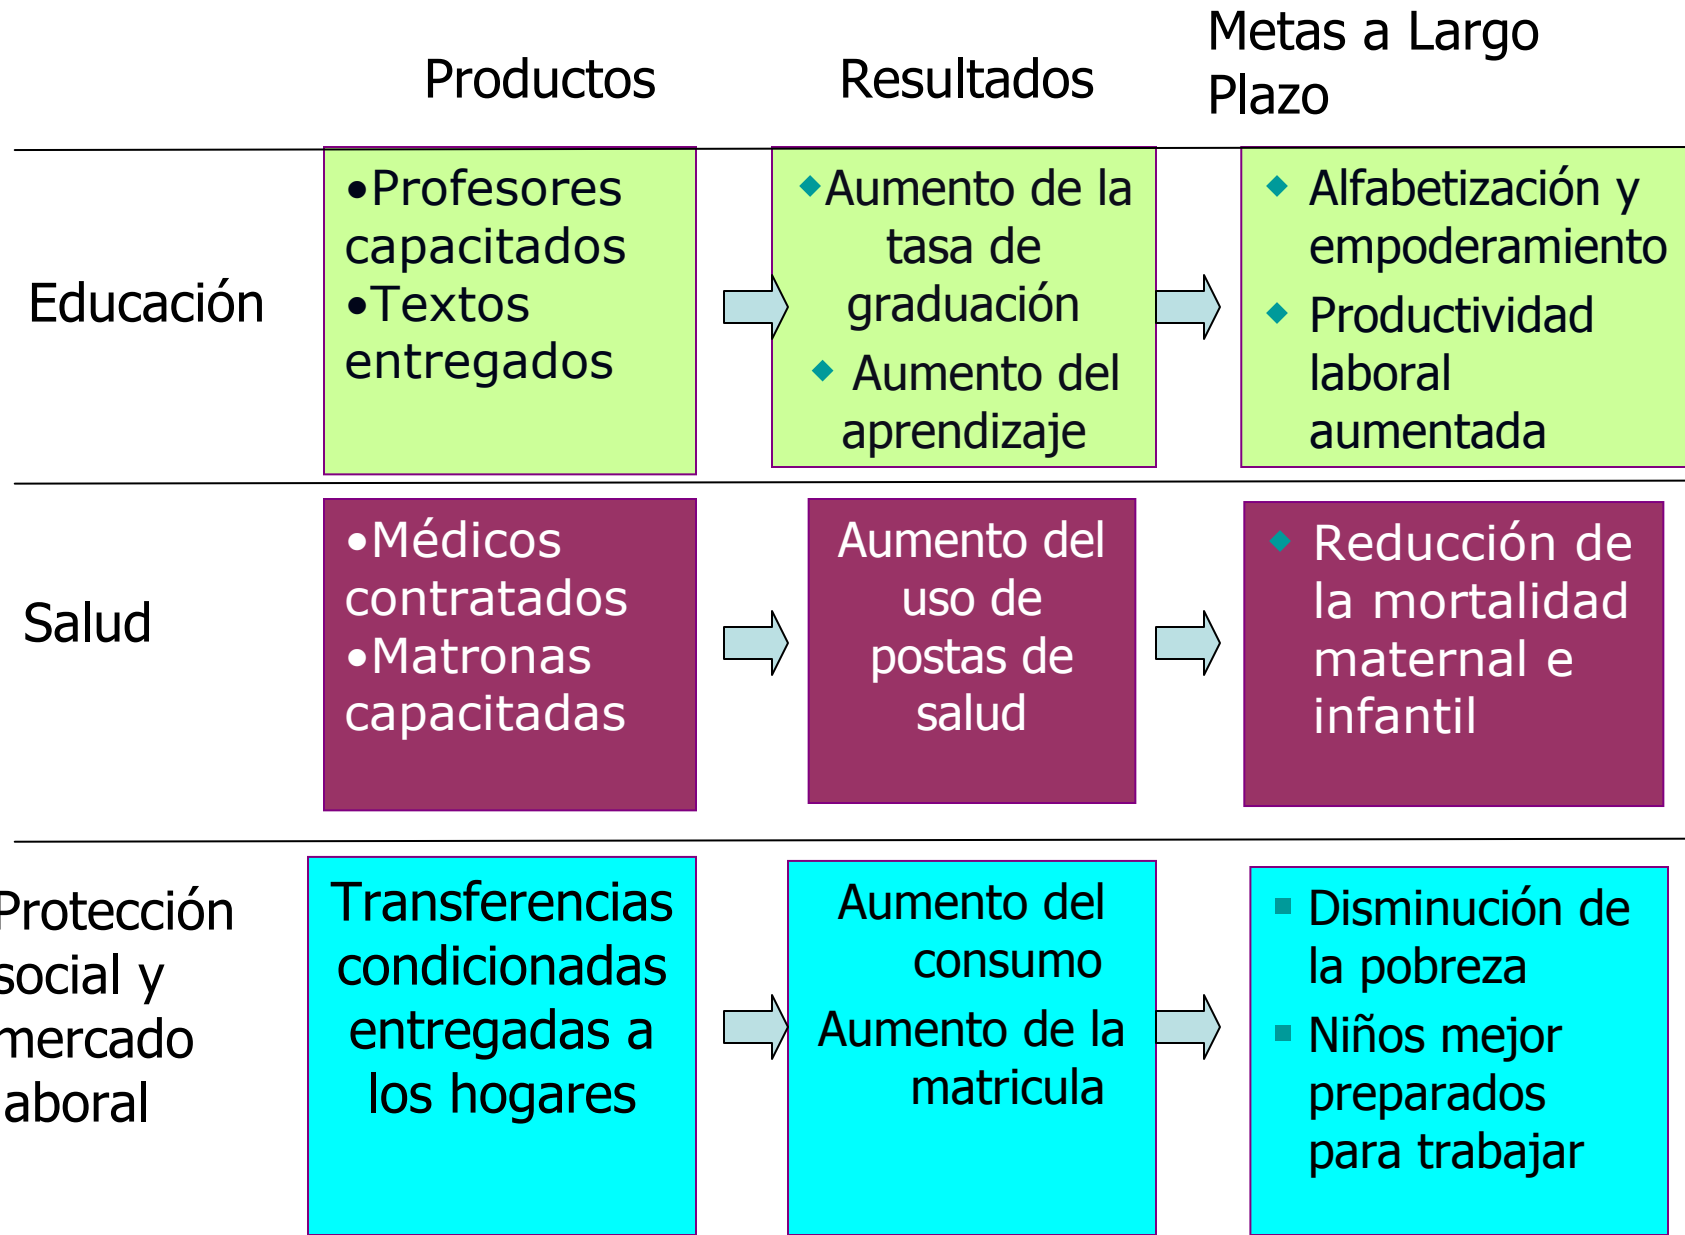 Productos
Resultados
Metas a Largo
Plazo
Educación
•Profesores
capacitados
•Textos
entregados
Aumento de la
tasa de
graduación
Aumento del
aprendizaje
Alfabetización y
empoderamiento
Productividad
laboral
aumentada
Salud
•Médicos
contratados
•Matronas
capacitadas
Aumento del
uso de
postas de
salud
Reducción de
la mortalidad
maternal e
infantil
Protección
social y
mercado
laboral
Transferencias
condicionadas
entregadas a
los hogares
Aumento del
consumo
Aumento de la
matricula
Disminución de
la pobreza
Niños mejor
preparados
para trabajar